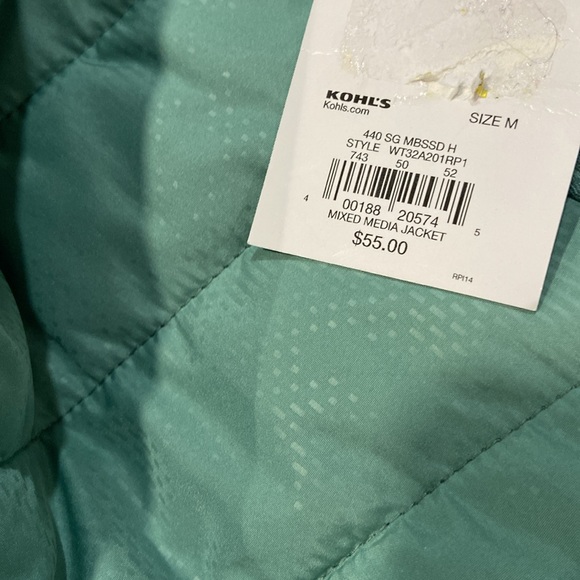 KOHL'S
Kohls.com
SIZE M
440 SG MBSSD H
STYLE WT32A201RP1
743 50 52
4 00188 20574 5
MIXED MEDIA JACKET
$55.00
RPI14